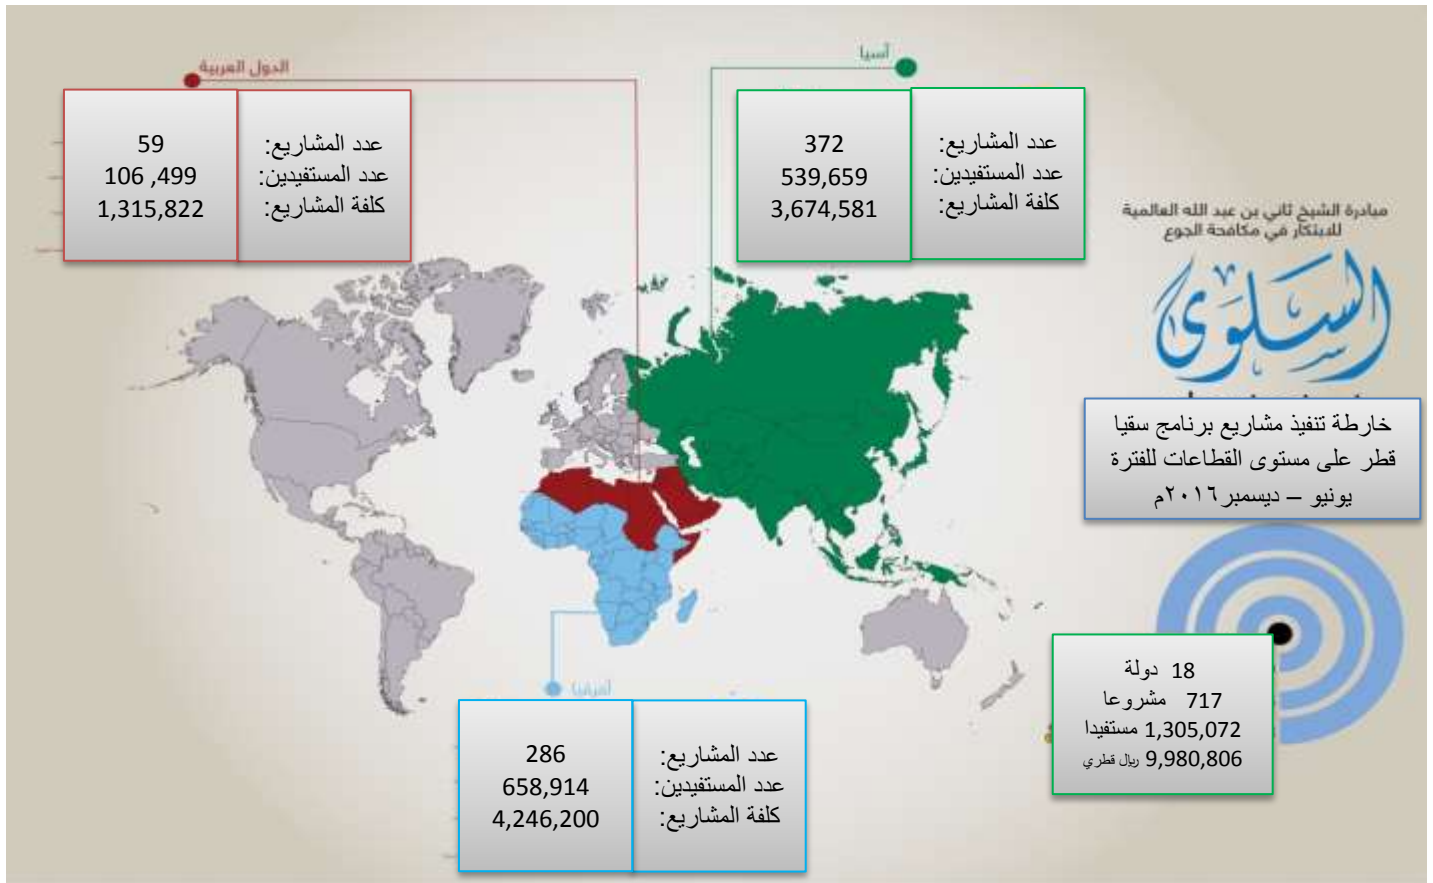 آسيا
عدد المشاريع: 372
عدد المستفيدين: 539,659
كلفة المشاريع: 3,674,581
الدول العربية
عدد المشاريع: 59
عدد المستفيدين: 106 ,499
كلفة المشاريع: 1,315,822
مبادرة الشيخ ثاني بن عبد الله العالمية
للابتكار في مكافحة الجوع
السلوى
خارطة تنفيذ مشاريع برنامج سقيا
قطر على مستوى القطاعات للفترة
يونيو – ديسمبر ٢٠١٦م
18 دولة
717 مشروعا
1,305,072 مستفيدا
9,980,806 ريال قطري
أفريقيا
عدد المشاريع: 286
عدد المستفيدين: 658,914
كلفة المشاريع: 4,246,200